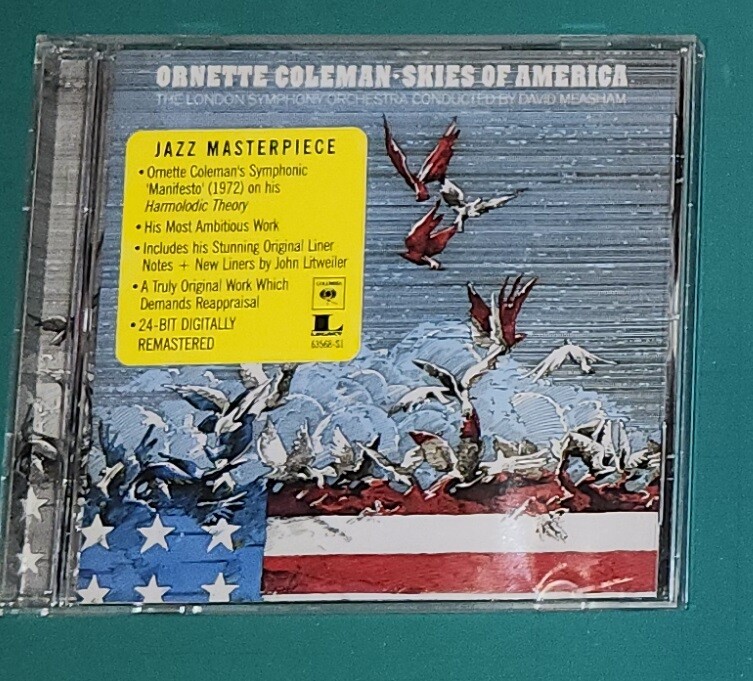 ORNETTE COLEMAN·SKIES OF AMERICA
THE LONDON SYMPHONY ORCHESTRA CONDUCTED BY DAVID MEASHAM
JAZZ MASTERPIECE
• Ornette Coleman's Symphonic
'Manifesto' (1972) on his
Harmolodic Theory
• His Most Ambitious Work
• Includes his Stunning Original Liner
Notes + New Liners by John Litweiler
• A Truly Original Work Which
Demands Reappraisal
• 24-BIT DIGITALLY
REMASTERED
COLUMBIA
L
LEGACY
63568-S1